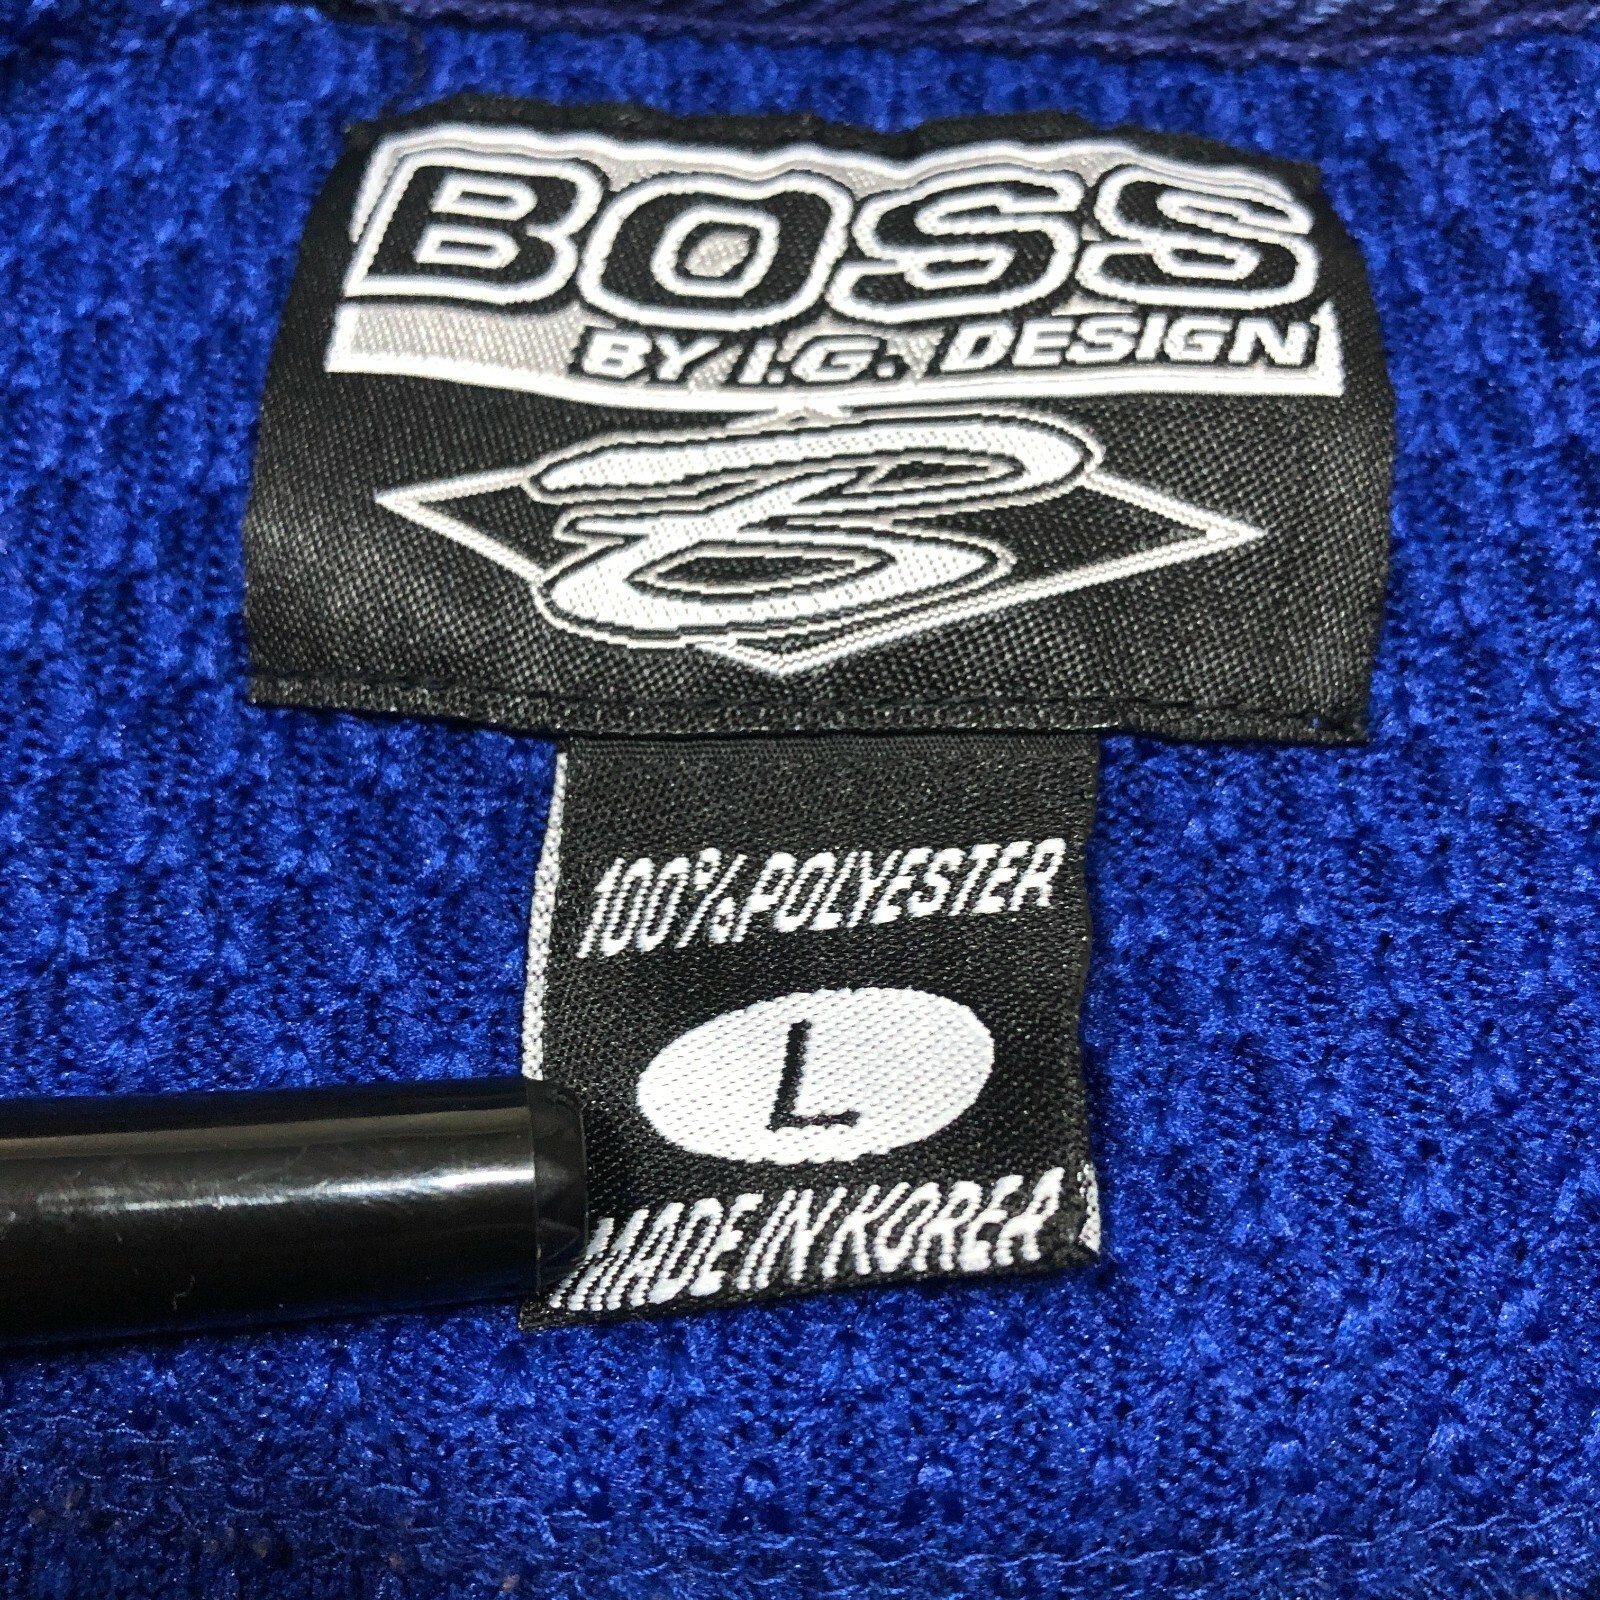 BOSS
BY I.G. DESIGN
100% POLYESTER
L
MADE IN KOREA